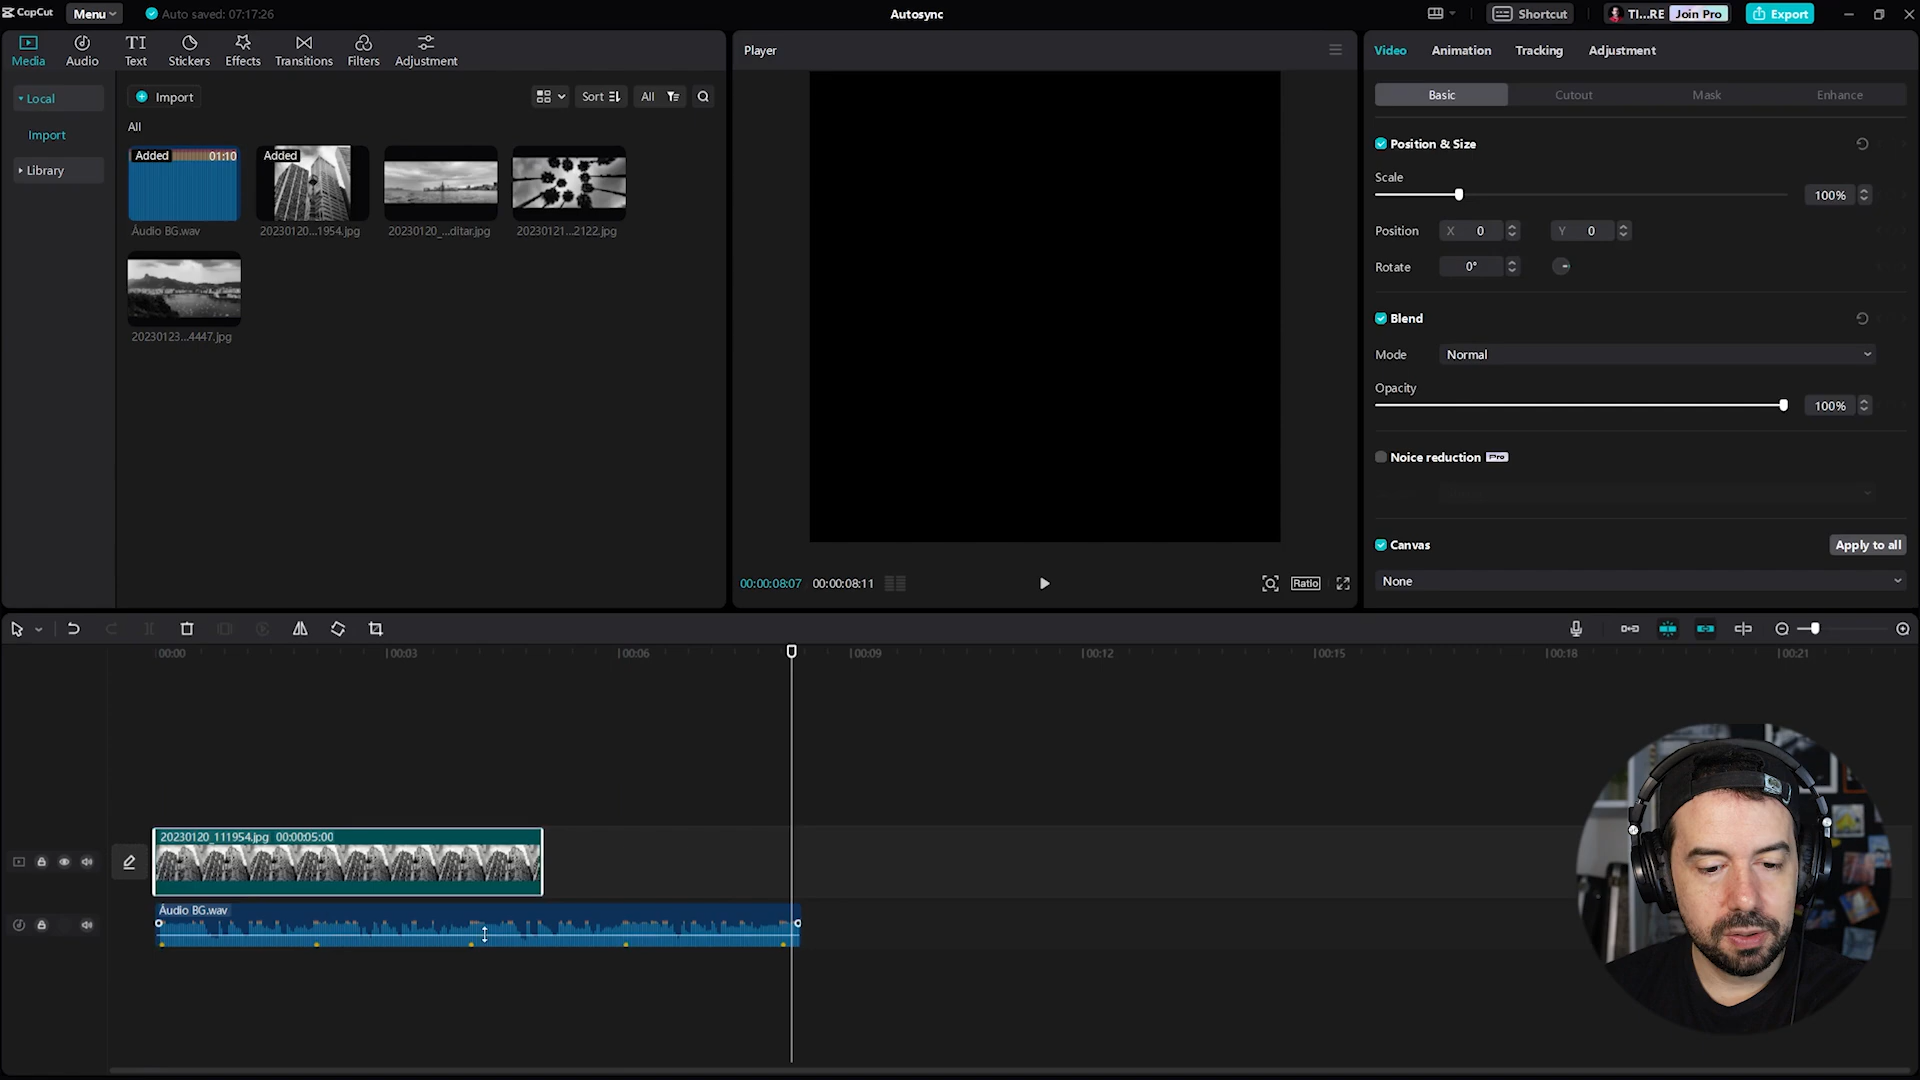 CapCut
Menu
Auto saved: 07:17:26
Autosync
Shortcut
TI...RE
Join Pro
Export
Media
Audio
TI
Text
Stickers
Effects
Transitions
Filters
Adjustment
Local
Import
Library
Import
Sort
All
All
Added
01:10
Áudio BG.wav
Added
20230120...1954.jpg
20230120_...ditar.jpg
20230121...2122.jpg
20230123...4447.jpg
Player
00:00:08:07
00:00:08:11
Ratio
Video
Animation
Tracking
Adjustment
Basic
Cutout
Mask
Enhance
Position & Size
Scale
100%
Position
X
0
Y
0
Rotate
0°
Blend
Mode
Normal
Opacity
100%
Noice reduction
Pro
Canvas
Apply to all
None
00:00
00:03
00:06
00:09
00:12
00:15
00:18
00:21
20230120_111954.jpg 00:00:05:00
Áudio BG.wav